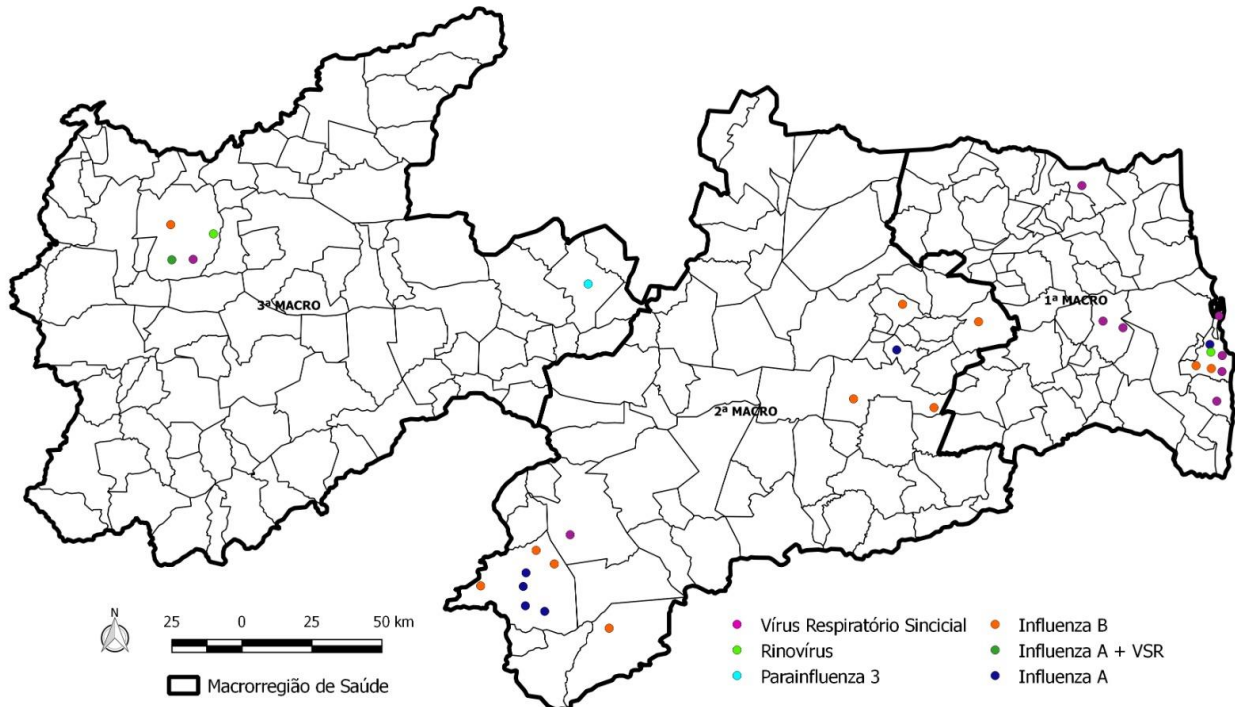 1ª MACRO
3ª MACRO
2ª MACRO
N
25 0 25 50 km
Macrorregião de Saúde
Vírus Respiratório Sincicial
Rinovírus
Parainfluenza 3
Influenza B
Influenza A + VSR
Influenza A